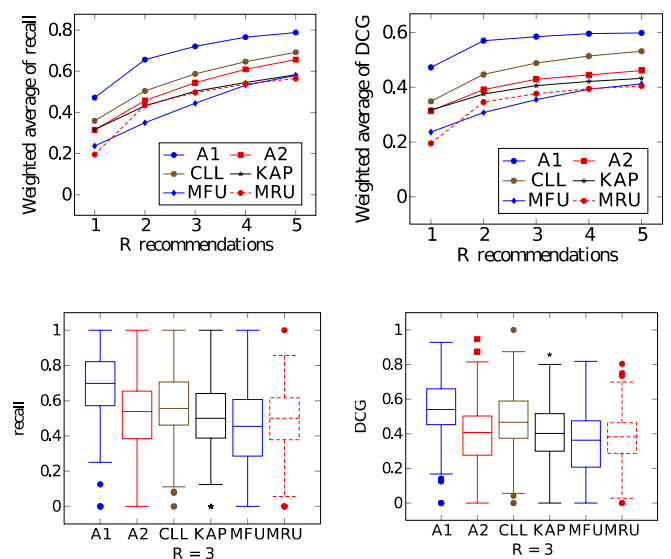 Weighted average of recall
0.8
0.6
0.4
0.2
0
A1 A2
CLL KAP
MFU MRU
1 2 3 4 5
R recommendations
Weighted average of DCG
0.6
0.4
0.2
0
A1 A2
CLL KAP
MFU MRU
1 2 3 4 5
R recommendations
recall
1
0.8
0.6
0.4
0.2
0
A1 A2 CLL KAP MFU MRU
R = 3
DCG
1
0.8
0.6
0.4
0.2
0
A1 A2 CLL KAP MFU MRU
R = 3